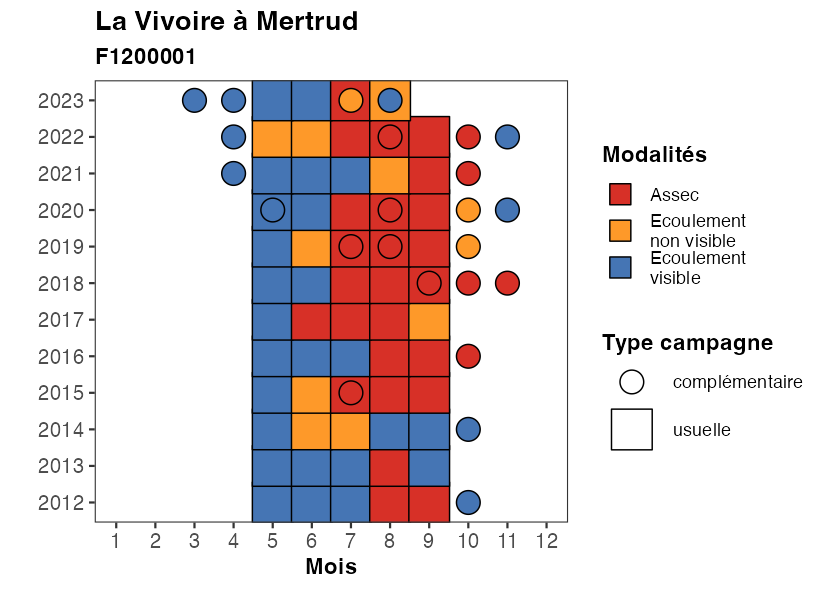 La Vivoire à Mertrud
F1200001
2023
2022
2021
2020
2019
2018
2017
2016
2015
2014
2013
2012
1 2 3 4 5 6 7 8 9 10 11 12
Mois
Modalités
Assec
Ecoulement
non visible
Ecoulement
visible
Type campagne
complémentaire
usuelle